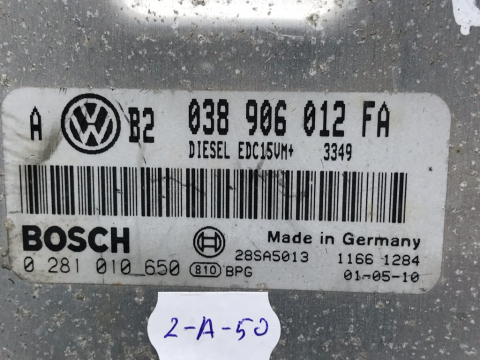 A VW B2 038 906 012 FA
DIESEL EDC15VM+ 3349
BOSCH 28SA5013 Made in Germany
0 281 010 650 810 BPG 1166 1284
01-05-10
2-A-50